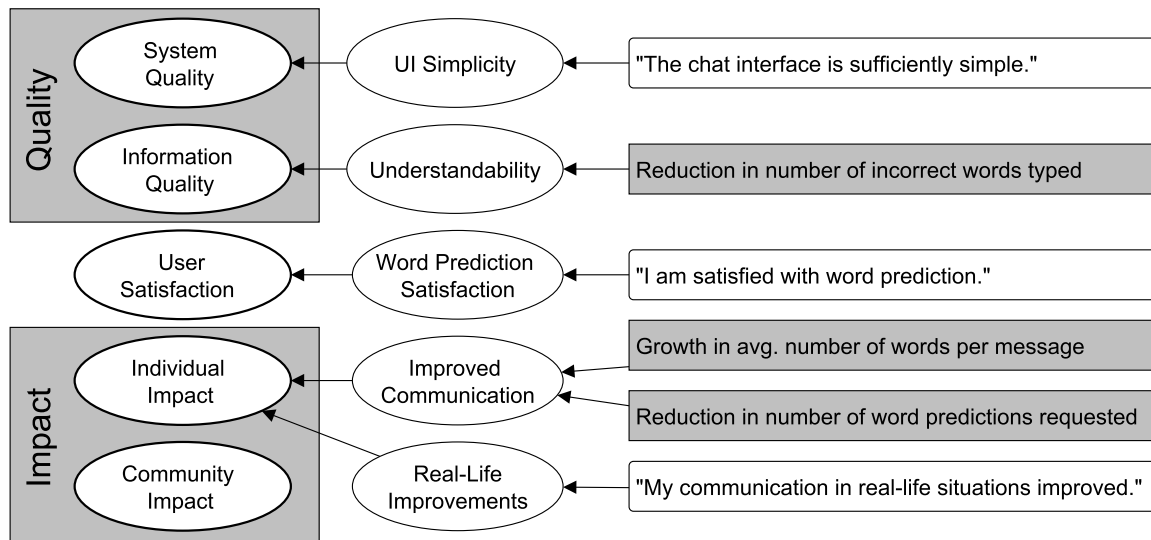 Quality
System
Quality
UI Simplicity
"The chat interface is sufficiently simple."
Information
Quality
Understandability
Reduction in number of incorrect words typed
User
Satisfaction
Word Prediction
Satisfaction
"I am satisfied with word prediction."
Impact
Individual
Impact
Improved
Communication
Growth in avg. number of words per message
Reduction in number of word predictions requested
Community
Impact
Real-Life
Improvements
"My communication in real-life situations improved."